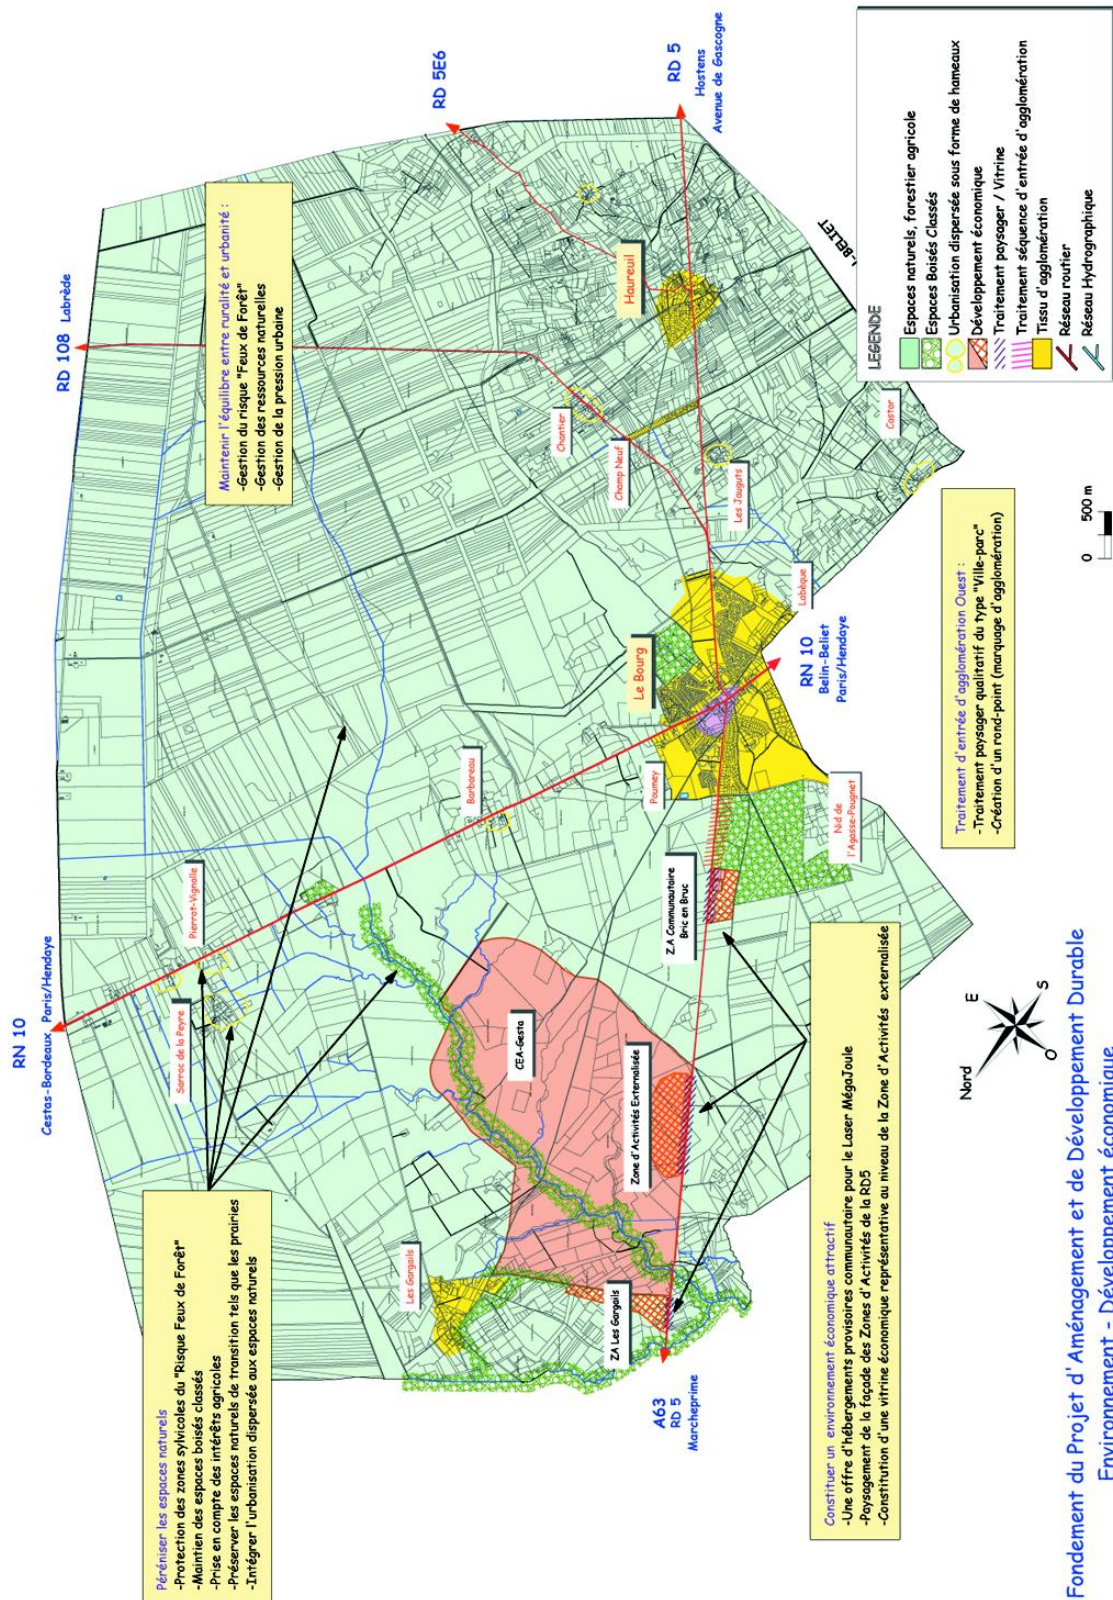 RN 10
Cestas-Bordeaux Paris/Hendaye
RD 108 Labrède
RD 5E6
RD 5
Hostens
Avenue de Gascogne
Péréniser les espaces naturels
-Protection des zones sylvicoles du "Risque Feux de Forêt"
-Maintien des espaces boisés classés
-Prise en compte des intérêts agricoles
-Préserver les espaces naturels de transition tels que les prairies
-Intégrer l'urbanisation dispersée aux espaces naturels
Maintenir l'équilibre entre ruralité et urbanité :
-Gestion du risque "Feux de Forêt"
-Gestion des ressources naturelles
-Gestion de la pression urbaine
Sarroc de la Peyre
Pierrot-Vignolle
Barbareau
Les Gargails
CEA-Gesta
Zone d'Activités Externalisée
ZA Les Gargails
Z.A Communautaire
Bric en Bruc
Poumey
Le Bourg
Chantier
Champ Neuf
Haureuil
Les Jauguts
Labèque
Castor
Nid de
l'Agasse-Pougnet
I.BELIET
A63
RD 5
Marcheprime
RN 10
Belin-Beliet
Paris/Hendaye
Constituer un environnement économique attractif
-Une offre d'hébergements provisoires communautaire pour le Laser MégaJoule
-Paysagement de la façade des Zones d'Activités de la RD5
-Constitution d'une vitrine économique représentative au niveau de la Zone d'Activités externalisée
Traitement d'entrée d'agglomération Ouest :
-Traitement paysager qualitatif du type "Ville-parc"
-Création d'un rond-point (marquage d'agglomération)
LEGENDE
Espaces naturels, forestier agricole
Espaces Boisés Classés
Urbanisation dispersée sous forme de hameaux
Développement économique
Traitement paysager / Vitrine
Traitement séquence d'entrée d'agglomération
Tissu d'agglomération
Réseau routier
Réseau Hydrographique
0 500 m
Nord
E
S
O
Fondement du Projet d'Aménagement et de Développement Durable
Environnement - Développement économique